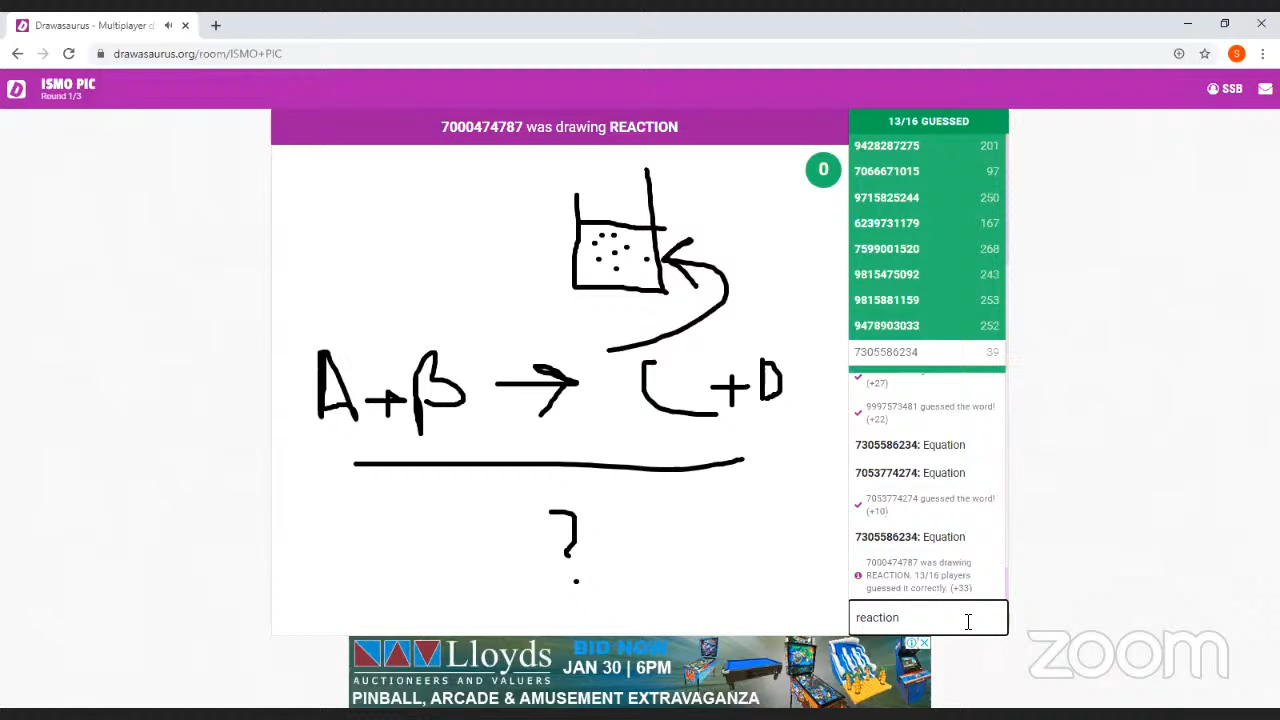 Drawasaurus - Multiplayer d
drawasaurus.org/room/ISMO+PIC
S
ISMO PIC
Round 1/3
SSB
7000474787 was drawing REACTION
0
A+B → C+D
?
13/16 GUESSED
9428287275 201
7066671015 97
9715825244 250
6239731179 167
7599001520 268
9815475092 243
9815881159 253
9478903033 252
7305586234 39
(+27)
9997573481 guessed the word!
(+22)
7305586234: Equation
7053774274: Equation
7053774274 guessed the word!
(+10)
7305586234: Equation
7000474787 was drawing
REACTION. 13/16 players
guessed it correctly. (+33)
reaction
Lloyds
AUCTIONEERS AND VALUERS
BID NOW
JAN 30 | 6PM
PINBALL, ARCADE & AMUSEMENT EXTRAVAGANZA
zoom